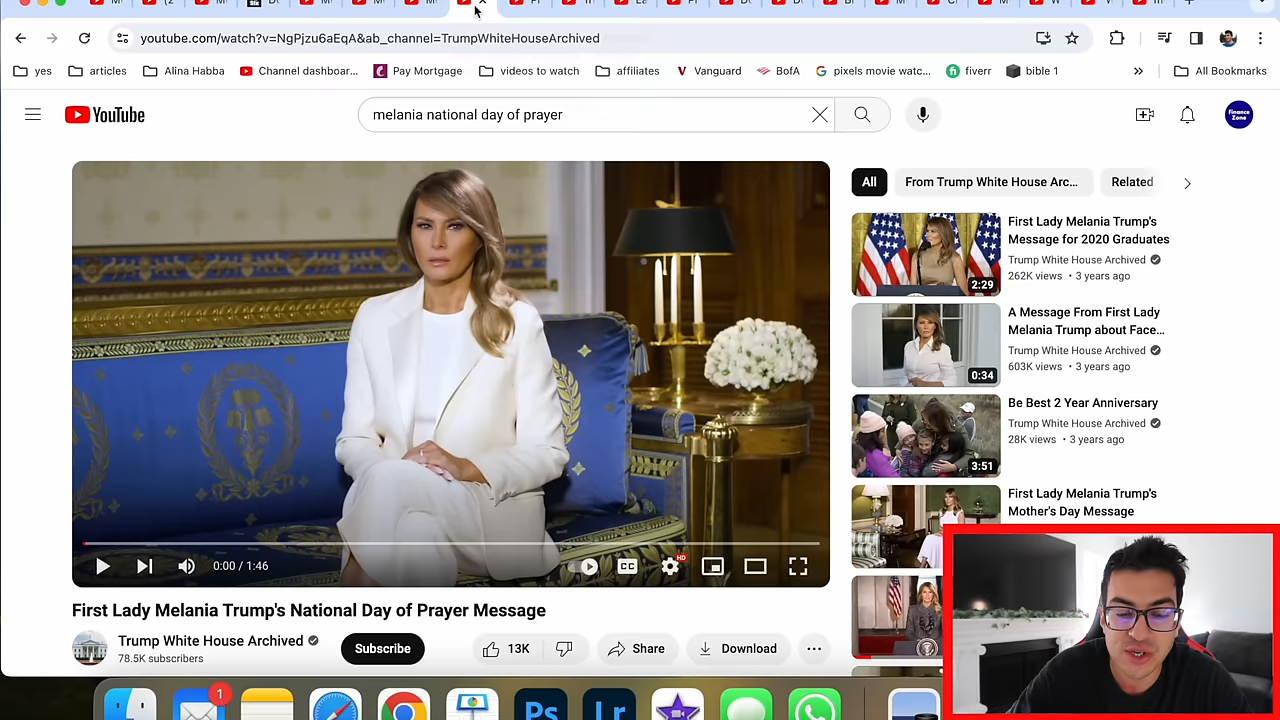 youtube.com/watch?v=NgPjzu6aEqA&ab_channel=TrumpWhiteHouseArchived
yes articles Alina Habba Channel dashboar... Pay Mortgage videos to watch affiliates Vanguard BofA pixels movie watc... fiverr bible 1 » All Bookmarks
YouTube
melania national day of prayer
Finance Zone
All From Trump White House Arc... Related
First Lady Melania Trump's
Message for 2020 Graduates
Trump White House Archived
262K views • 3 years ago
2:29
A Message From First Lady
Melania Trump about Face...
Trump White House Archived
603K views • 3 years ago
0:34
Be Best 2 Year Anniversary
Trump White House Archived
28K views • 3 years ago
3:51
First Lady Melania Trump's
Mother's Day Message
0:00 / 1:46
CC
HD
First Lady Melania Trump's National Day of Prayer Message
Trump White House Archived
78.5K subscribers
Subscribe
13K
Share
Download
1
Ps
Lr